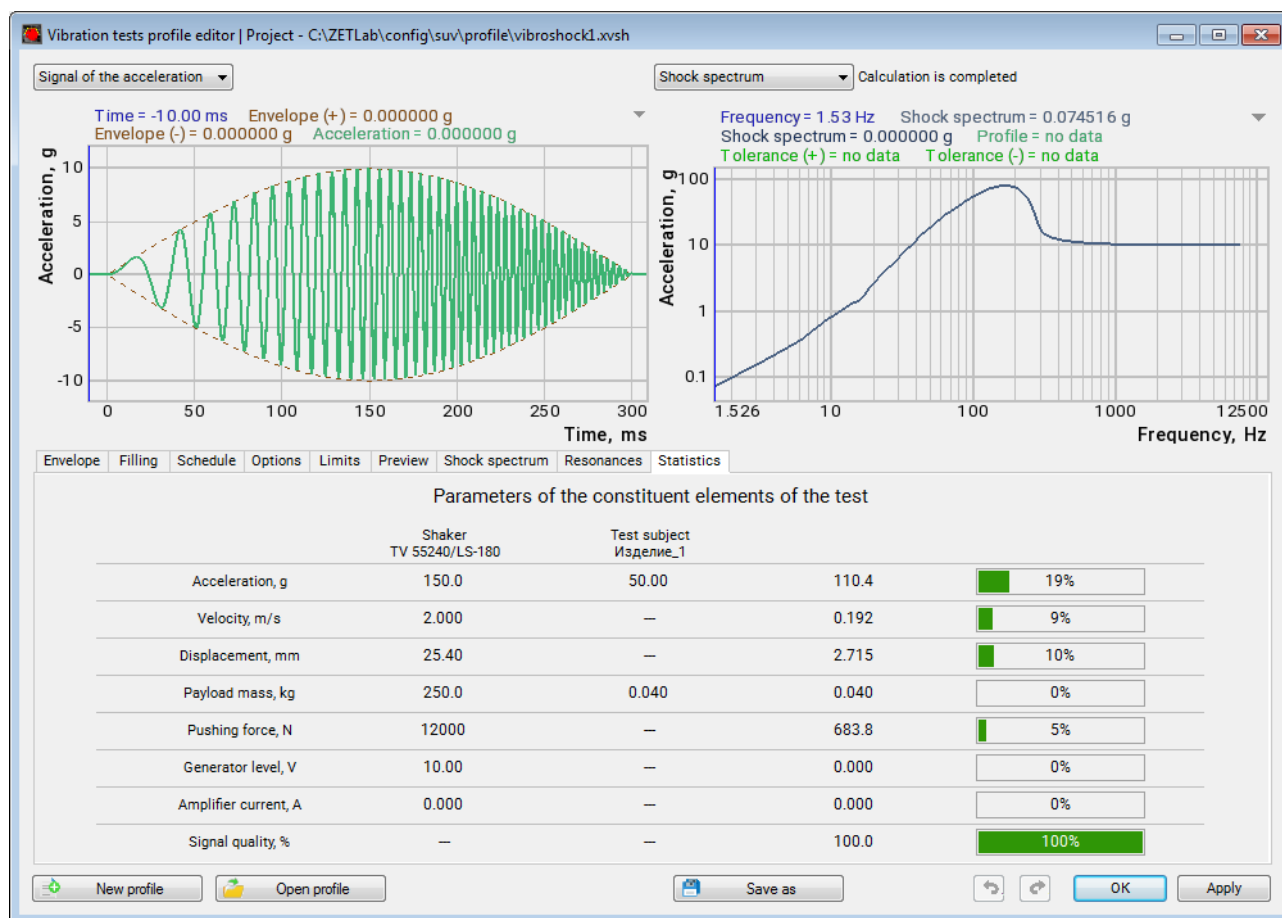 Vibration tests profile editor | Project - C:\ZETLab\config\suv\profile\vibroshock1.xvsh
Signal of the acceleration
Shock spectrum Calculation is completed
Time = -10.00 ms Envelope (+) = 0.000000 g
Envelope (-) = 0.000000 g Acceleration = 0.000000 g
Acceleration, g
10
5
0
-5
-10
0 50 100 150 200 250 300
Time, ms
Frequency = 1.53 Hz Shock spectrum = 0.074516 g
Shock spectrum = 0.000000 g Profile = no data
Tolerance (+) = no data Tolerance (-) = no data
Acceleration, g
100
10
1
0.1
1.526 10 100 1000 12500
Frequency, Hz
Envelope Filling Schedule Options Limits Preview Shock spectrum Resonances Statistics
Parameters of the constituent elements of the test
Shaker Test subject
TV 55240/LS-180 Изделие_1
Acceleration, g 150.0 50.00 110.4 19%
Velocity, m/s 2.000 --- 0.192 9%
Displacement, mm 25.40 --- 2.715 10%
Payload mass, kg 250.0 0.040 0.040 0%
Pushing force, N 12000 --- 683.8 5%
Generator level, V 10.00 --- 0.000 0%
Amplifier current, A 0.000 --- 0.000 0%
Signal quality, % --- --- 100.0 100%
New profile Open profile Save as OK Apply